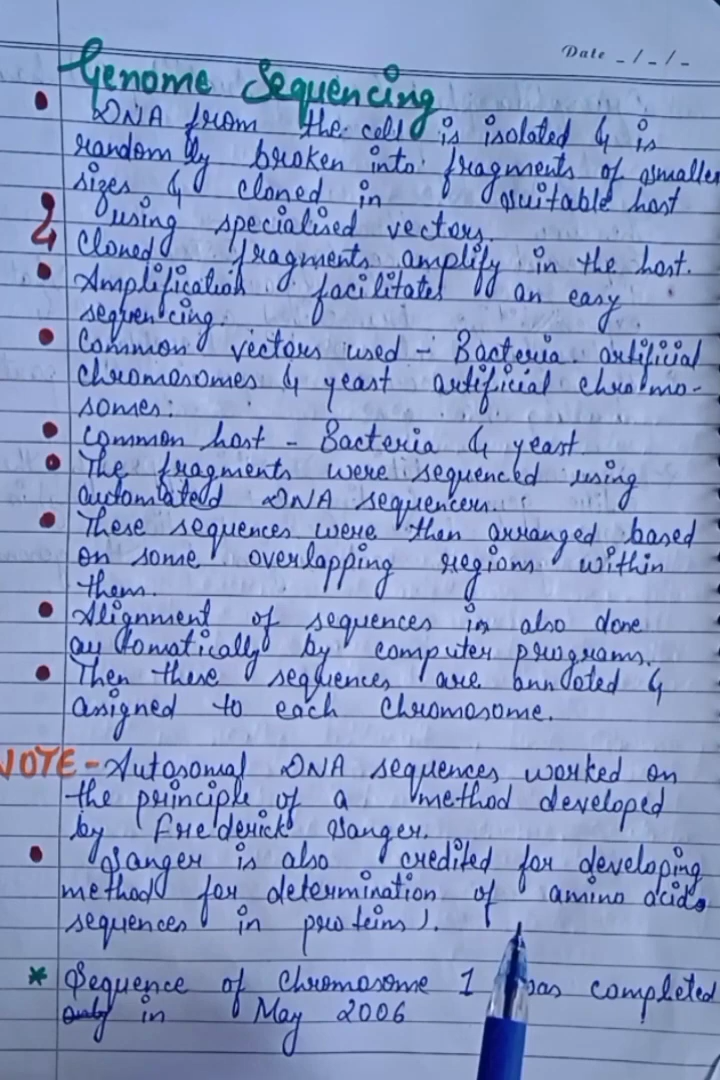 Date _/_/_
Genome Sequencing
• DNA from the cell is isolated & is
randomly broken into fragments of smaller
sizes & cloned in suitable host
using specialised vectors.
• Cloned fragments amplify in the host.
• Amplification facilitates an easy
sequencing.
• Common vectors used - Bacteria artificial
chromosomes & yeast artificial chromo-
somes.
• Common host - Bacteria & yeast
• The fragments were sequenced using
automated DNA sequencers.
• These sequences were then arranged based
on some overlapping regions within
them.
• Alignment of sequences is also done
automatically by computer programs.
• Then these sequences are annoated &
assigned to each chromosome.
NOTE - Autosomal DNA sequences worked on
the principle of a method developed
by Frederick Sanger.
• Sanger is also credited for developing
method for determination of amino acids
sequences in proteins).
* Sequence of chromosome 1 was completed
in May 2006